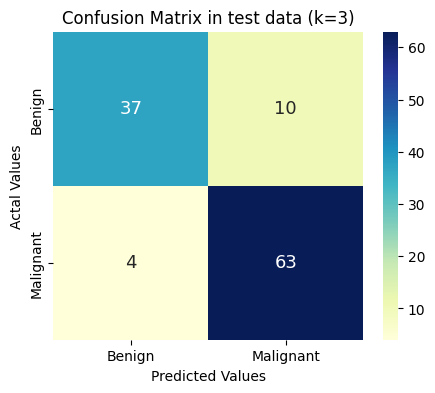 Confusion Matrix in test data (k=3)
Actal Values
Benign
Malignant
37
10
4
63
Benign
Malignant
Predicted Values
60
50
40
30
20
10